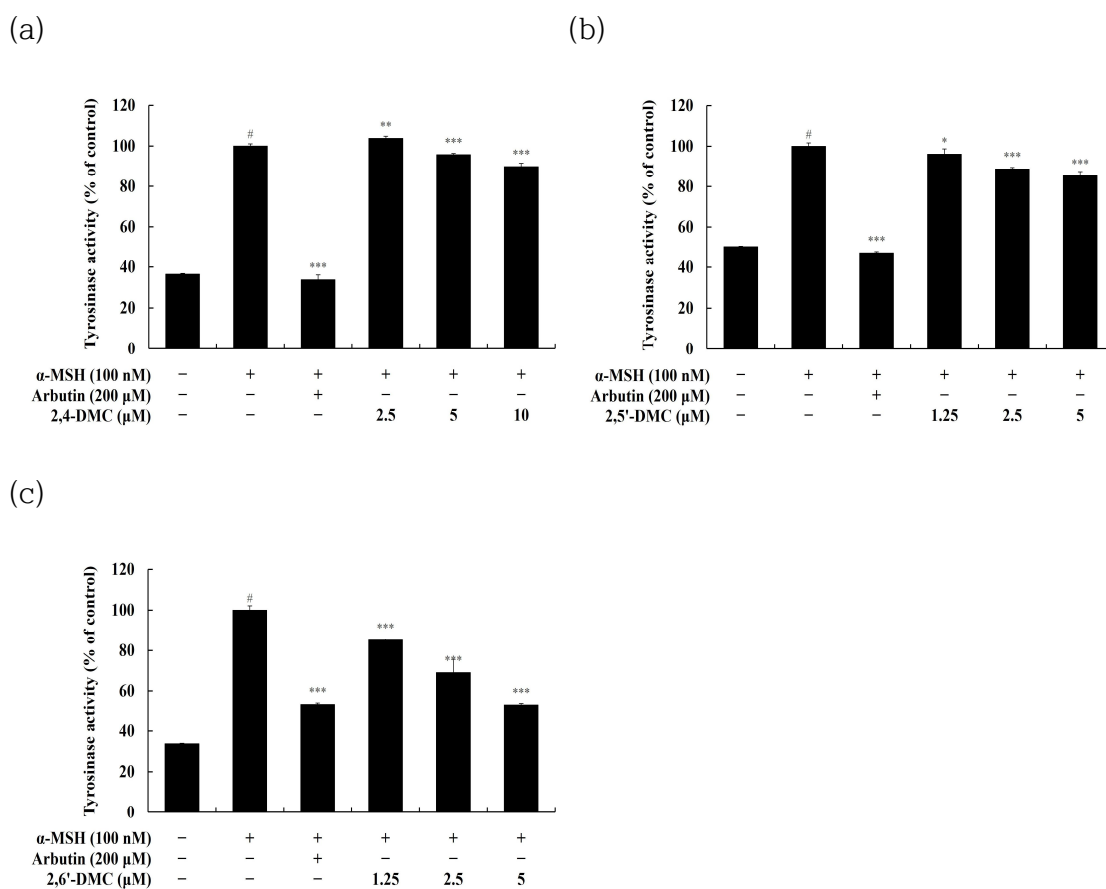 (a)
Tyrosinase activity (% of control)
120
100
80
60
40
20
0
#
***
**
***
***
α-MSH (100 nM) − + + + + +
Arbutin (200 μM) − − + − − −
2,4-DMC (μM) − − − 2.5 5 10
(b)
Tyrosinase activity (% of control)
120
100
80
60
40
20
0
#
***
*
***
***
α-MSH (100 nM) − + + + + +
Arbutin (200 μM) − − + − − −
2,5'-DMC (μM) − − − 1.25 2.5 5
(c)
Tyrosinase activity (% of control)
120
100
80
60
40
20
0
#
***
***
***
***
α-MSH (100 nM) − + + + + +
Arbutin (200 μM) − − + − − −
2,6'-DMC (μM) − − − 1.25 2.5 5